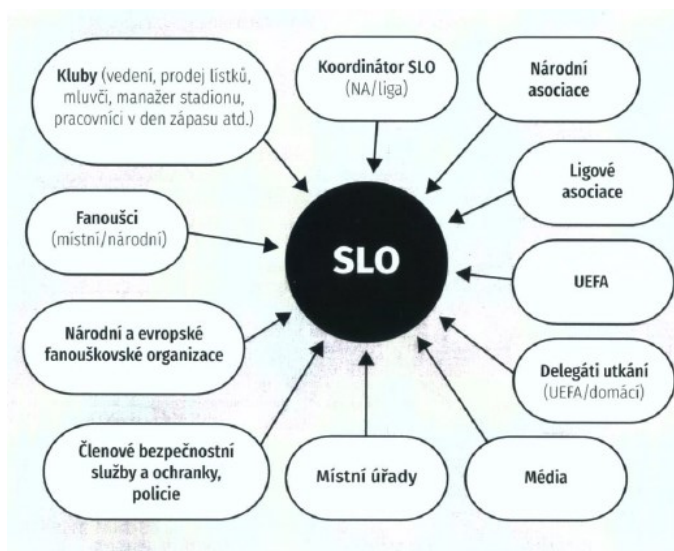 Kluby (vedení, prodej lístků,
mluvčí, manažer stadionu,
pracovníci v den zápasu atd.)
Koordinátor SLO
(NA/liga)
Národní
asociace
Ligové
asociace
Fanoušci
(místní/národní)
SLO
UEFA
Národní a evropské
fanouškovské organizace
Delegáti utkání
(UEFA/domácí)
Členové bezpečnostní
služby a ochranky,
policie
Místní úřady
Média